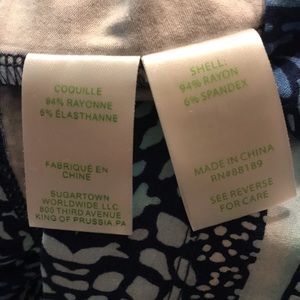 COQUILLE
94% RAYONNE
6% ÉLASTHANNE
FABRIQUÉ EN
CHINE
SUGARTOWN
WORLDWIDE LLC
800 THIRD AVENUE
KING OF PRUSSIA, PA
SHELL:
94% RAYON
6% SPANDEX
MADE IN CHINA
RN#88189
SEE REVERSE
FOR CARE